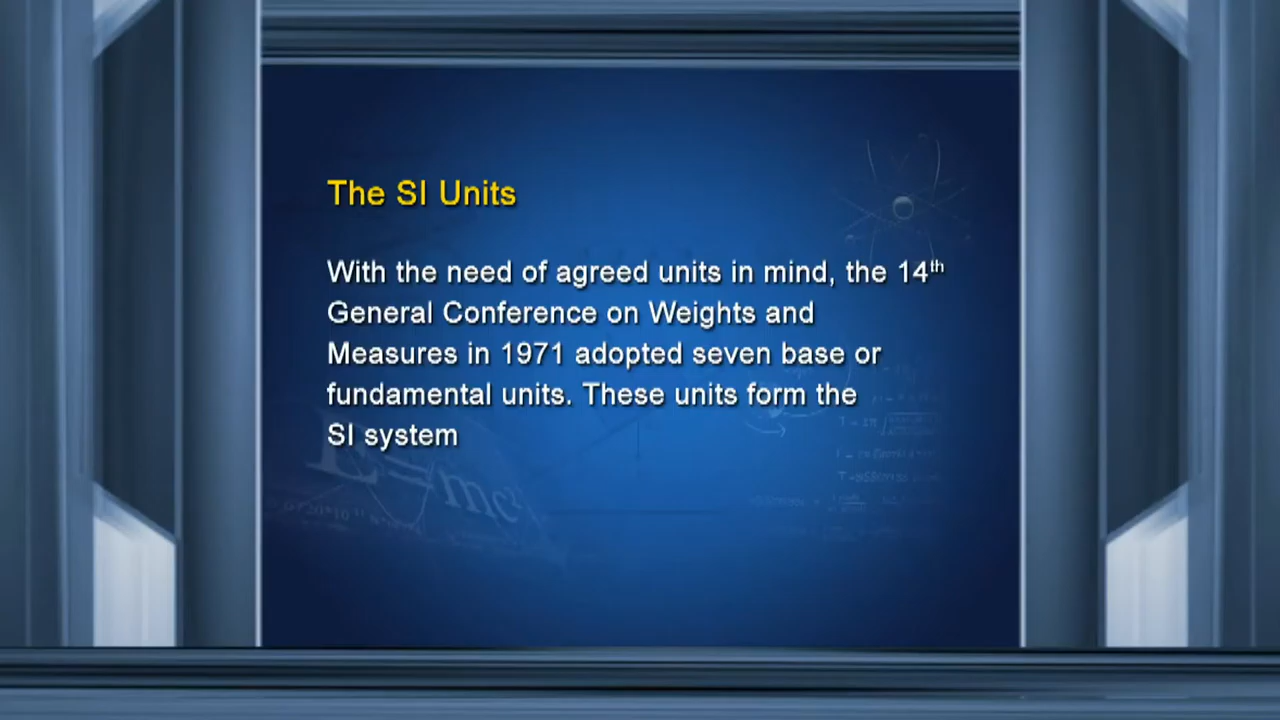 The SI Units
With the need of agreed units in mind, the 14th
General Conference on Weights and
Measures in 1971 adopted seven base or
fundamental units. These units form the
SI system
E=mc²